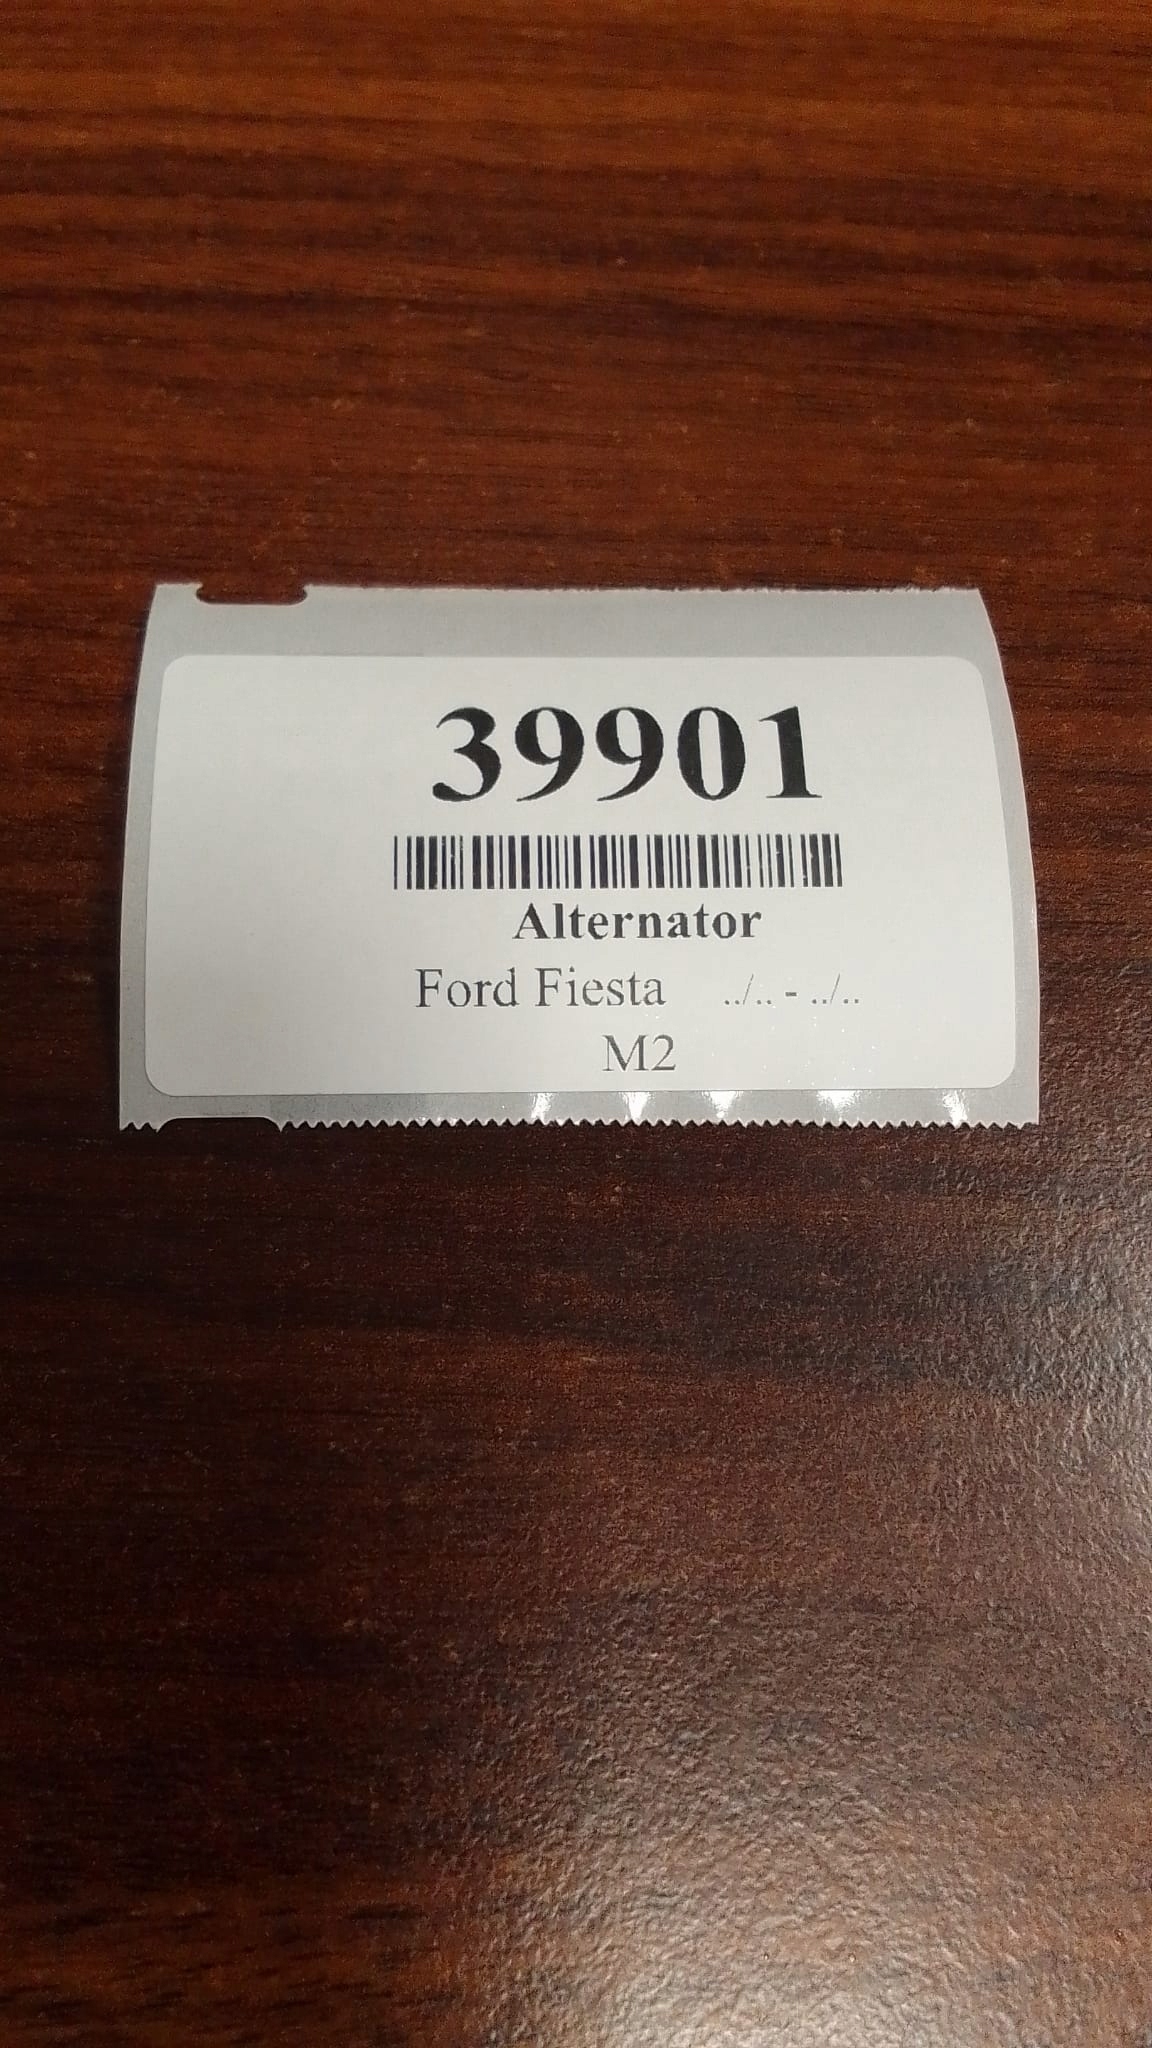 39901
Alternator
Ford Fiesta ../.. - ../..
M2